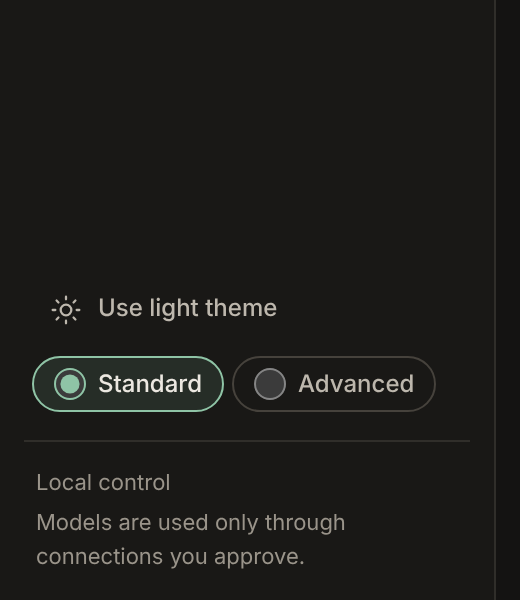 Use light theme
Standard
Advanced
Local control
Models are used only through
connections you approve.